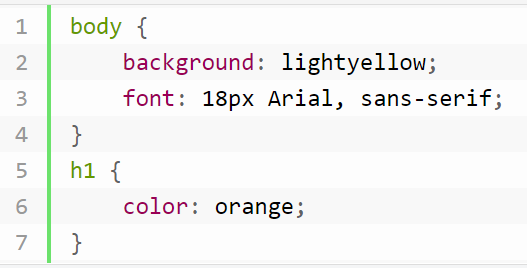 1 body {
2     background: lightyellow;
3     font: 18px Arial, sans-serif;
4 }
5 h1 {
6     color: orange;
7 }